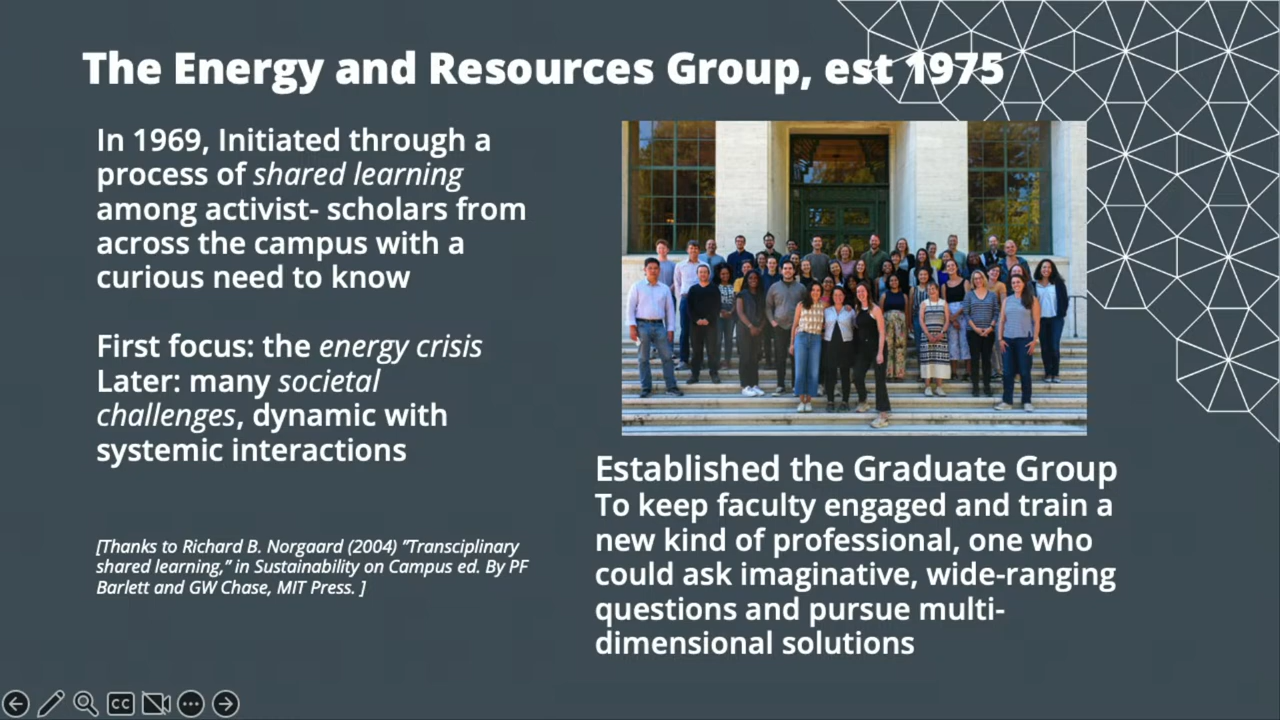 The Energy and Resources Group, est 1975
In 1969, Initiated through a
process of shared learning
among activist- scholars from
across the campus with a
curious need to know
First focus: the energy crisis
Later: many societal
challenges, dynamic with
systemic interactions
[Thanks to Richard B. Norgaard (2004) “Transciplinary
shared learning,” in Sustainability on Campus ed. By PF
Barlett and GW Chase, MIT Press. ]
Established the Graduate Group
To keep faculty engaged and train a
new kind of professional, one who
could ask imaginative, wide-ranging
questions and pursue multi-
dimensional solutions
CC